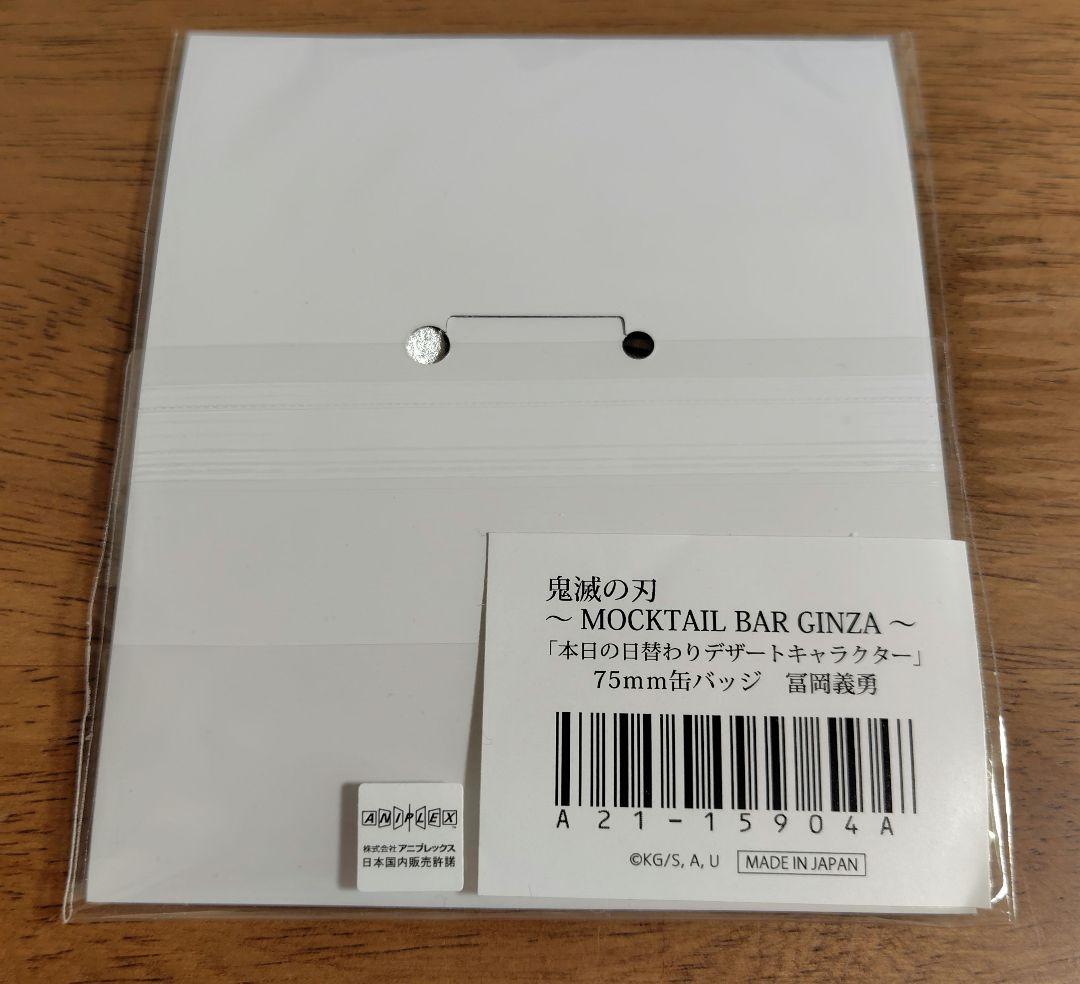 鬼滅の刃
～ MOCKTAIL BAR GINZA ～
「本日の日替わりデザートキャラクター」
75mm缶バッジ　冨岡義勇
A21-15904A
©KG/S, A, U MADE IN JAPAN
ANIPLEX™
株式会社アニプレックス
日本国内販売許諾